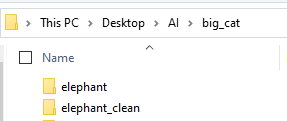 This PC > Desktop > AI > big_cat
Name
elephant
elephant_clean